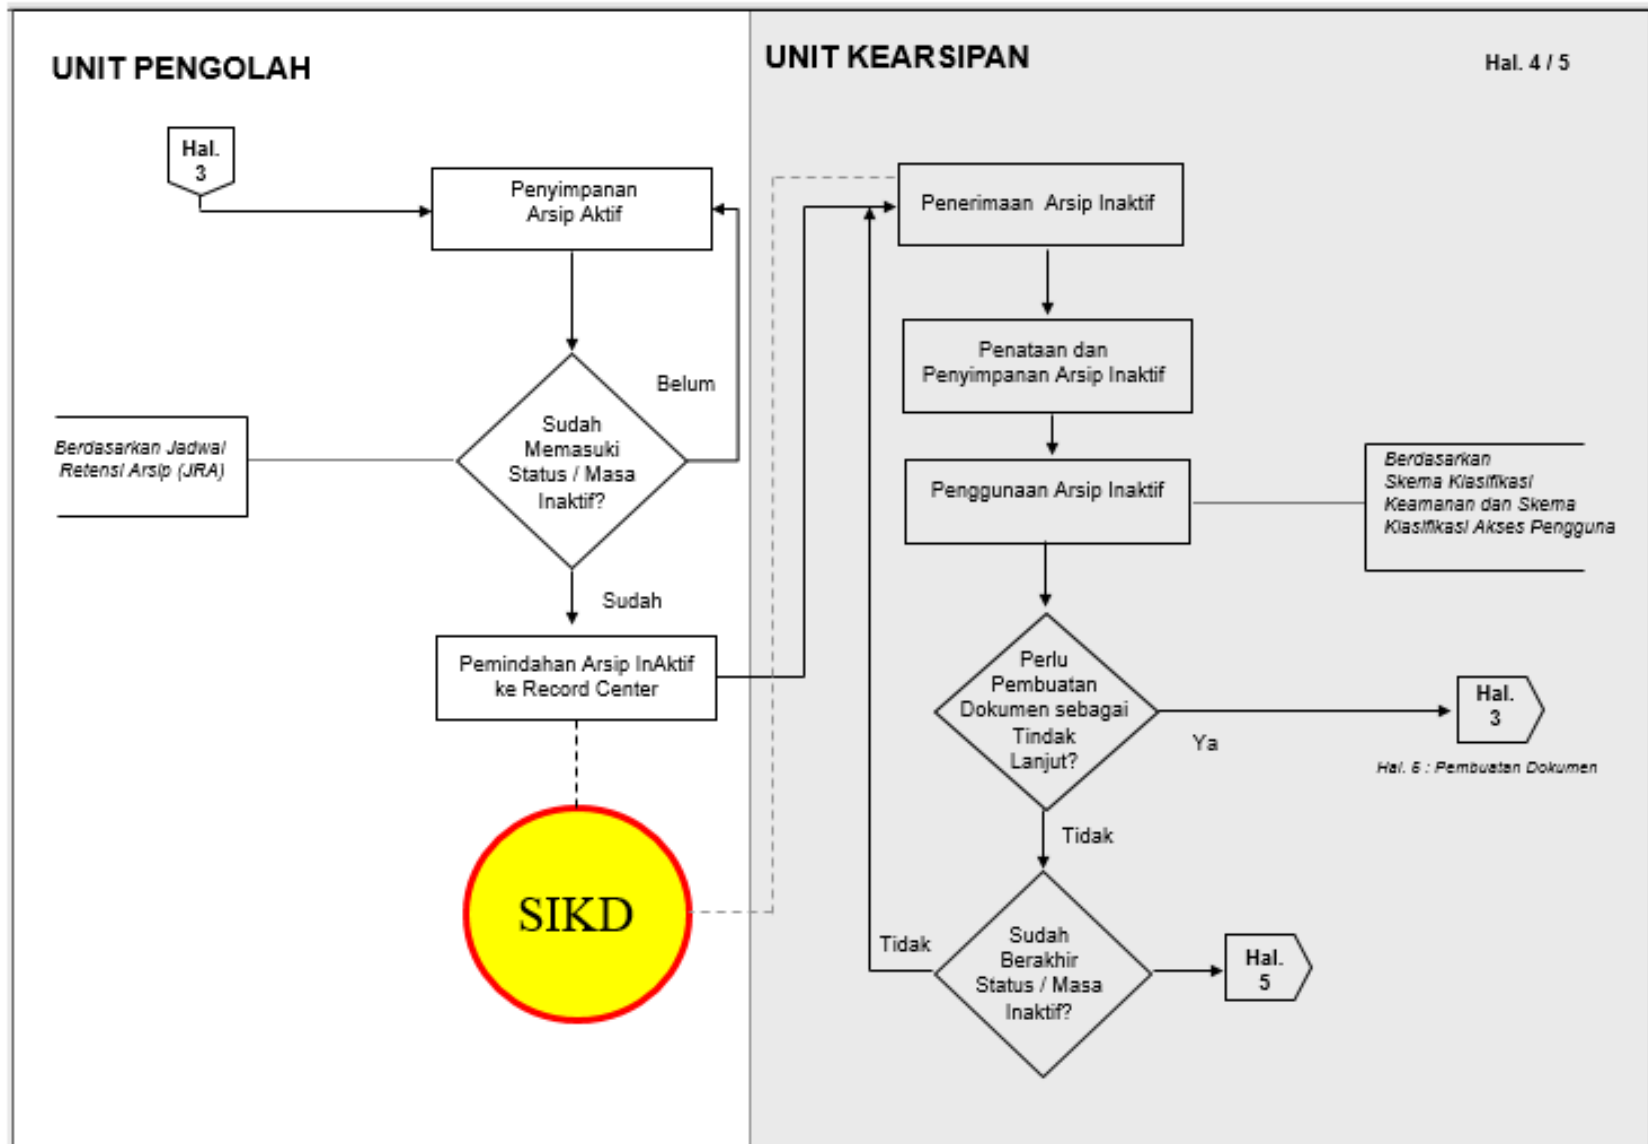 UNIT PENGOLAH
UNIT KEARSIPAN
Hal. 4 / 5
Hal.
3
Penyimpanan
Arsip Aktif
Belum
Sudah
Memasuki
Status / Masa
Inaktif?
Berdasarkan Jadwal
Retensi Arsip (JRA)
Sudah
Pemindahan Arsip InAktif
ke Record Center
SIKD
Penerimaan Arsip Inaktif
Penataan dan
Penyimpanan Arsip Inaktif
Penggunaan Arsip Inaktif
Berdasarkan
Skema Klasifikasi
Keamanan dan Skema
Klasifikasi Akses Pengguna
Perlu
Pembuatan
Dokumen sebagai
Tindak
Lanjut?
Ya
Hal.
3
Hal. 6 : Pembuatan Dokumen
Tidak
Tidak
Sudah
Berakhir
Status / Masa
Inaktif?
Hal.
5